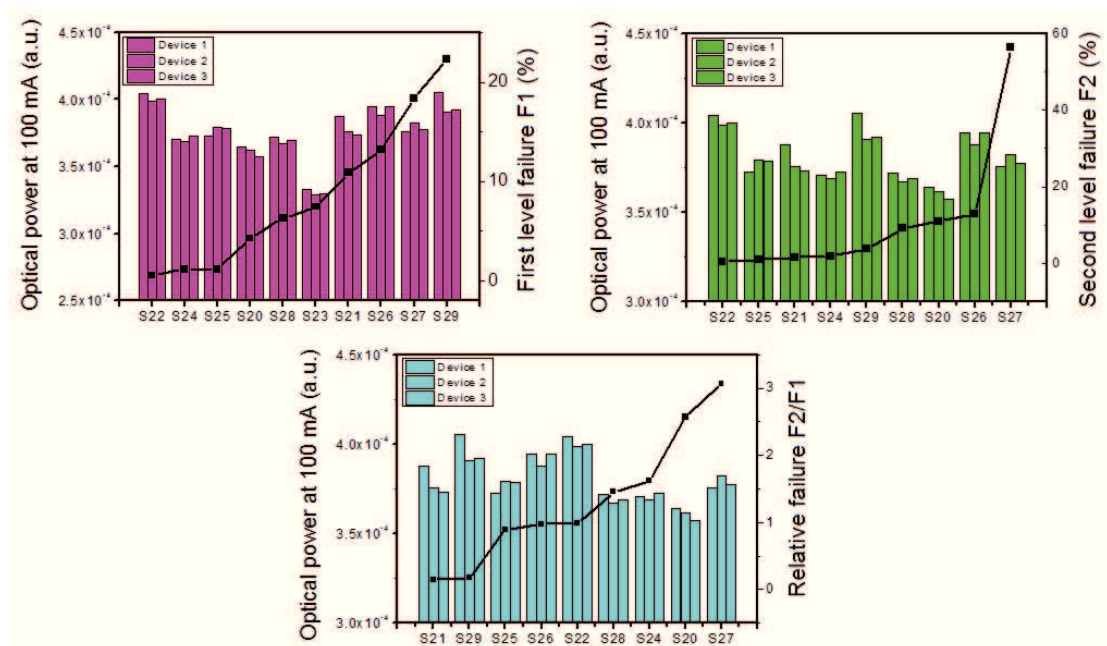 Optical power at 100 mA (a.u.)
4.5x10⁻⁴
4.0x10⁻⁴
3.5x10⁻⁴
3.0x10⁻⁴
2.5x10⁻⁴
Device 1
Device 2
Device 3
20
10
0
First level failure F1 (%)
S22 S24 S25 S20 S28 S23 S21 S26 S27 S29
Optical power at 100 mA (a.u.)
4.5x10⁻⁴
4.0x10⁻⁴
3.5x10⁻⁴
3.0x10⁻⁴
Device 1
Device 2
Device 3
60
40
20
0
Second level failure F2 (%)
S22 S25 S21 S24 S29 S28 S20 S26 S27
Optical power at 100 mA (a.u.)
4.5x10⁻⁴
4.0x10⁻⁴
3.5x10⁻⁴
3.0x10⁻⁴
Device 1
Device 2
Device 3
3
2
1
0
Relative failure F2/F1
S21 S29 S25 S26 S22 S28 S24 S20 S27